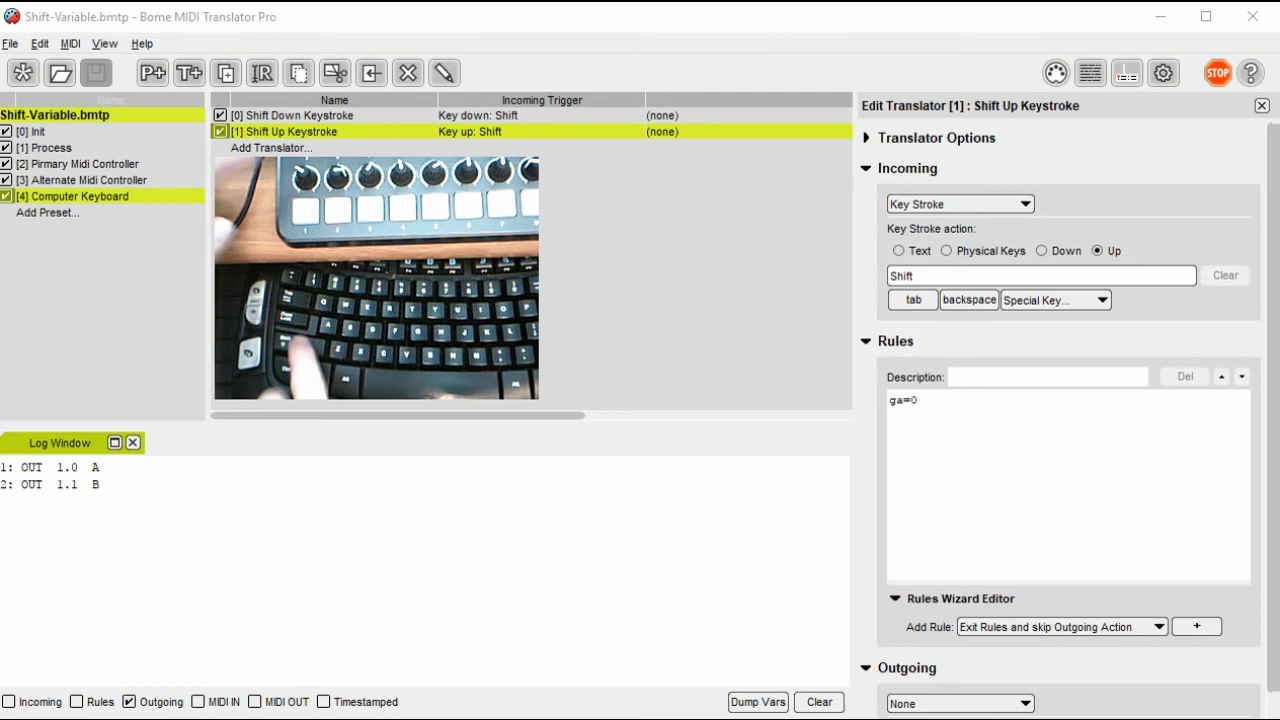 Shift-Variable.bmtp - Bome MIDI Translator Pro
File Edit MIDI View Help
P+ T+ IR STOP ?
Name
Shift-Variable.bmtp
[0] Init
[1] Process
[2] Pirmary Midi Controller
[3] Alternate Midi Controller
[4] Computer Keyboard
Add Preset...
Name Incoming Trigger
[0] Shift Down Keystroke Key down: Shift (none)
[1] Shift Up Keystroke Key up: Shift (none)
Add Translator...
Edit Translator [1] : Shift Up Keystroke
Translator Options
Incoming
Key Stroke
Key Stroke action:
Text Physical Keys Down Up
Shift Clear
tab backspace Special Key...
Rules
Description: Del
ga=0
Rules Wizard Editor
Add Rule: Exit Rules and skip Outgoing Action +
Outgoing
None
Log Window
1: OUT 1.0 A
2: OUT 1.1 B
Incoming Rules Outgoing MIDI IN MIDI OUT Timestamped Dump Vars Clear